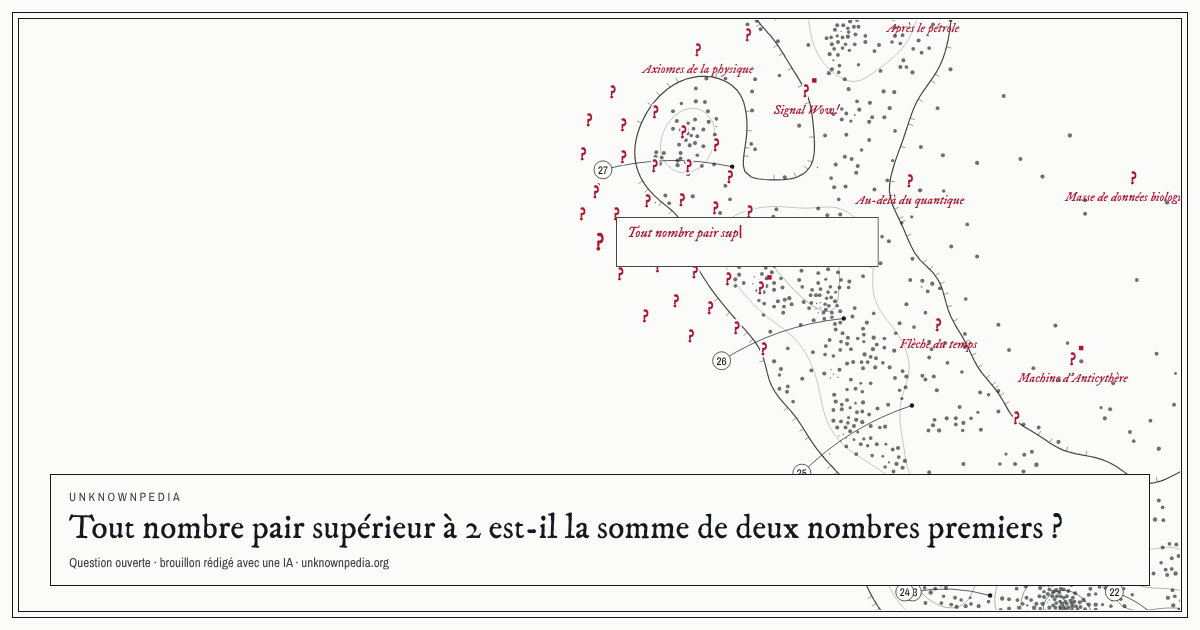 Après le pétrole
Axiomes de la physique
Signal Wow!
27
Au-delà du quantique
Masse de données
Tout nombre pair sup
Flèche du temps
26
Machine d'Anticythère
25
UNKNOWNPEDIA
Tout nombre pair supérieur à 2 est-il la somme de deux nombres premiers ?
Question ouverte · brouillon rédigé avec une IA · unknownpedia.org
24
22